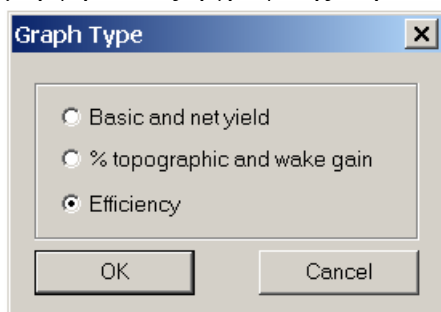 Graph Type
Basic and net yield
% topographic and wake gain
Efficiency
OK
Cancel